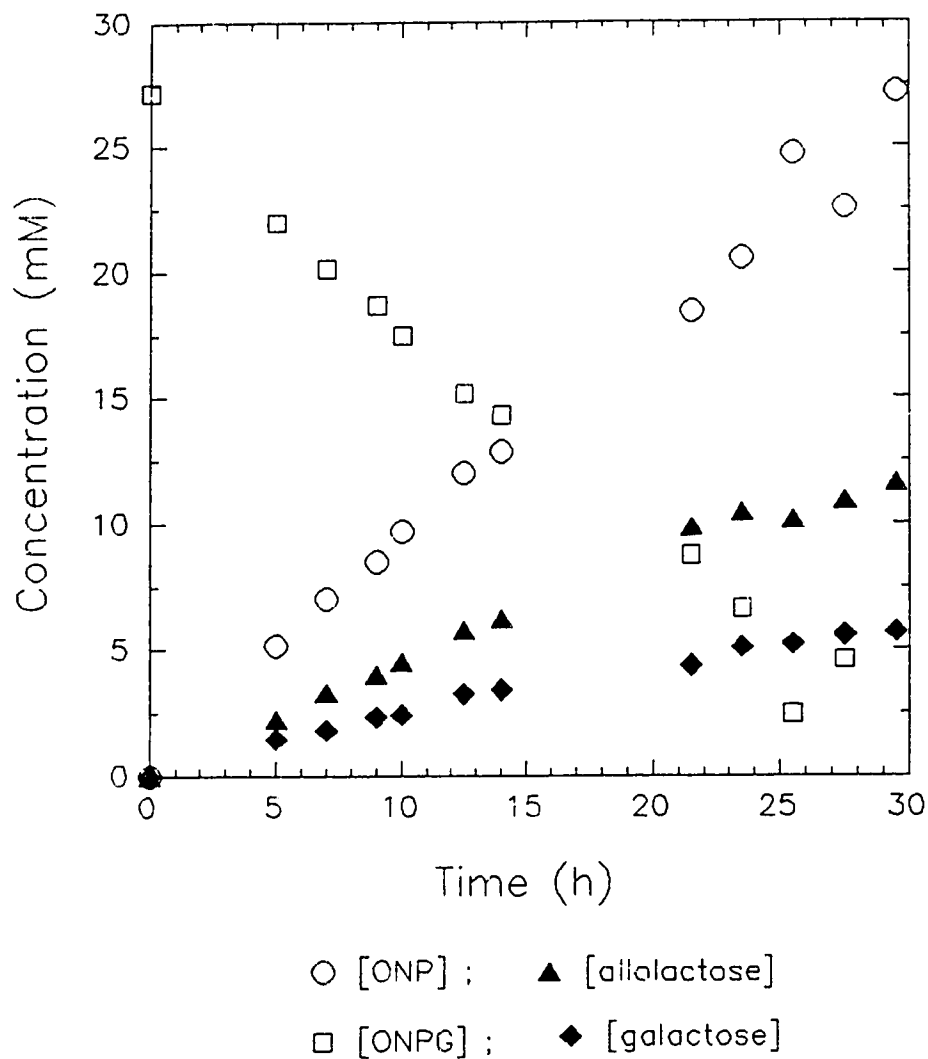 30
25
20
15
10
5
0
Concentration (mM)
0 5 10 15 20 25 30
Time (h)
[ONP] ; [allolactose]
[ONPG] ; [galactose]